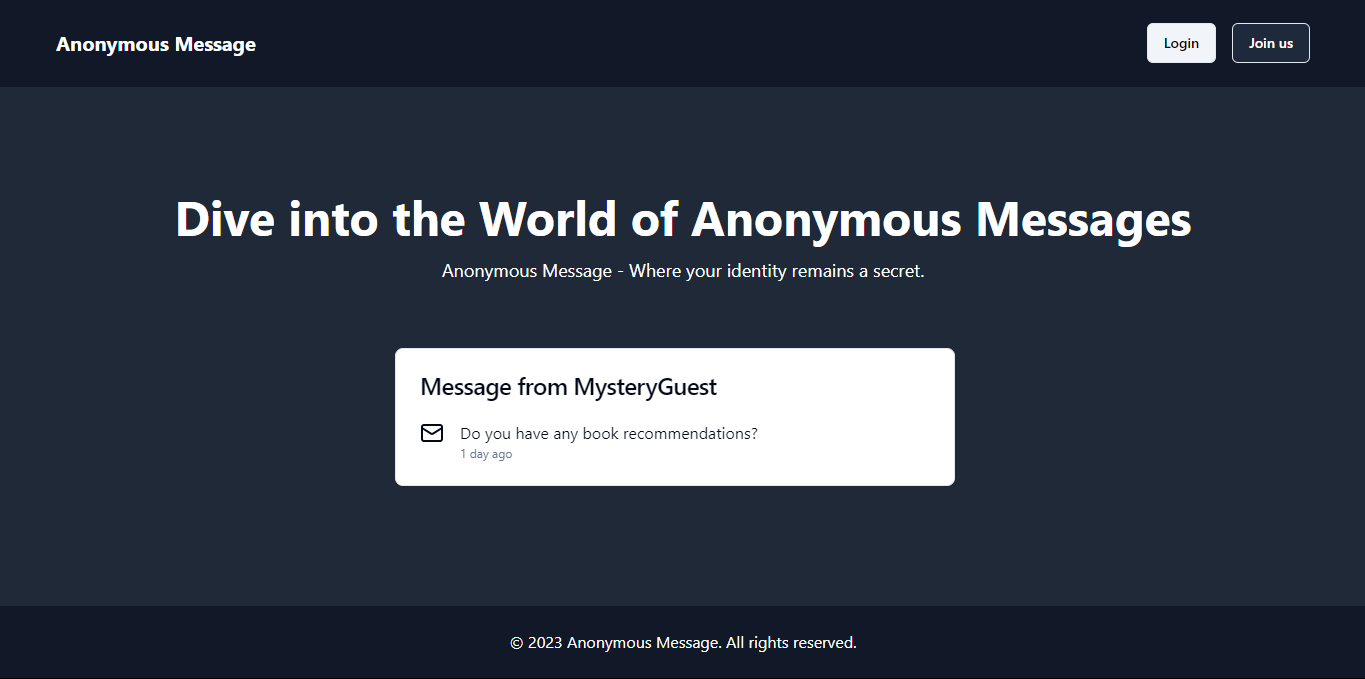 Anonymous Message
Login
Join us
Dive into the World of Anonymous Messages
Anonymous Message - Where your identity remains a secret.
Message from MysteryGuest
Do you have any book recommendations?
1 day ago
© 2023 Anonymous Message. All rights reserved.